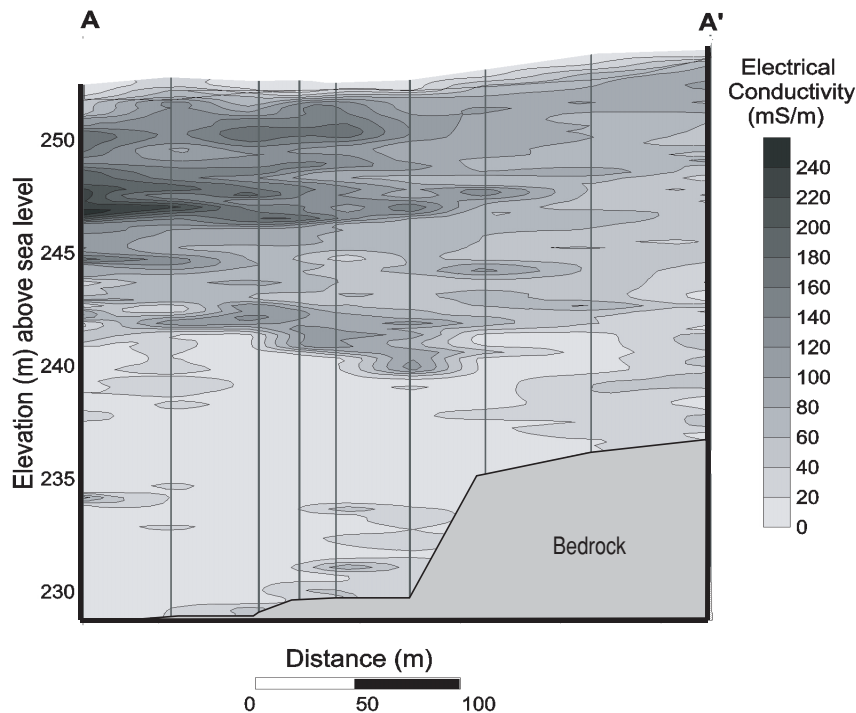 A
A'
Electrical
Conductivity
(mS/m)
240
220
200
180
160
140
120
100
80
60
40
20
0
Elevation (m) above sea level
250
245
240
235
230
Bedrock
Distance (m)
0 50 100